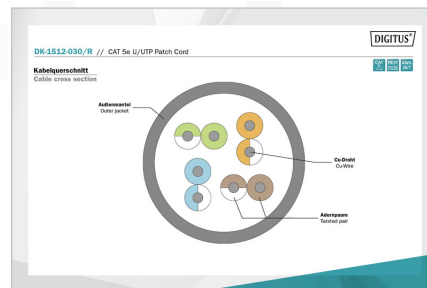 DIGITUS®
DK-1512-030/R // CAT 5e U/UTP Patch Cord
Kabelquerschnitt
Cable cross section
Außenmantel
Outer jacket
Cu-Draht
Cu-Wire
Adernpaare
Twisted pair